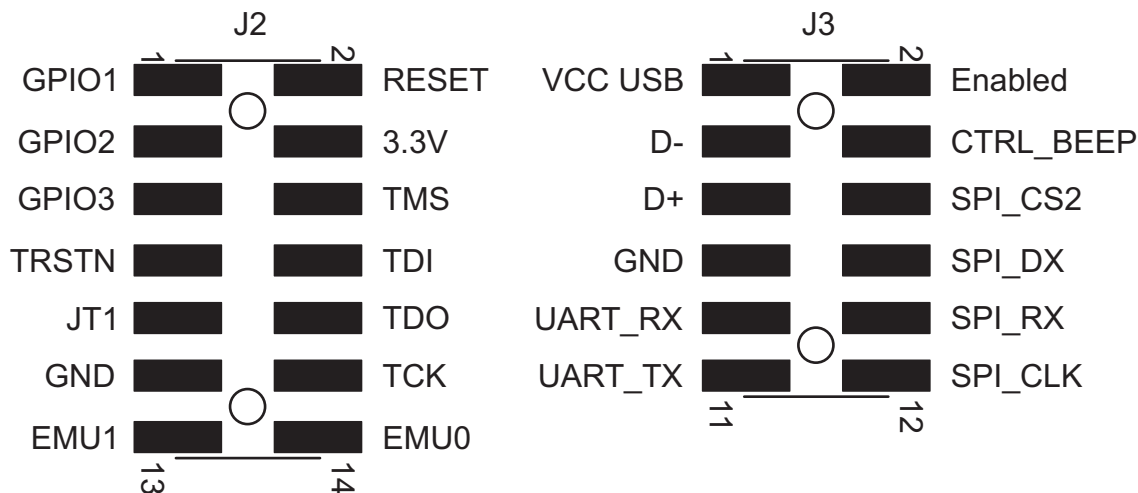 J2
1 2
GPIO1 RESET
GPIO2 3.3V
GPIO3 TMS
TRSTN TDI
JT1 TDO
GND TCK
EMU1 EMU0
13 14
J3
1 2
VCC USB Enabled
D- CTRL_BEEP
D+ SPI_CS2
GND SPI_DX
UART_RX SPI_RX
UART_TX SPI_CLK
11 12